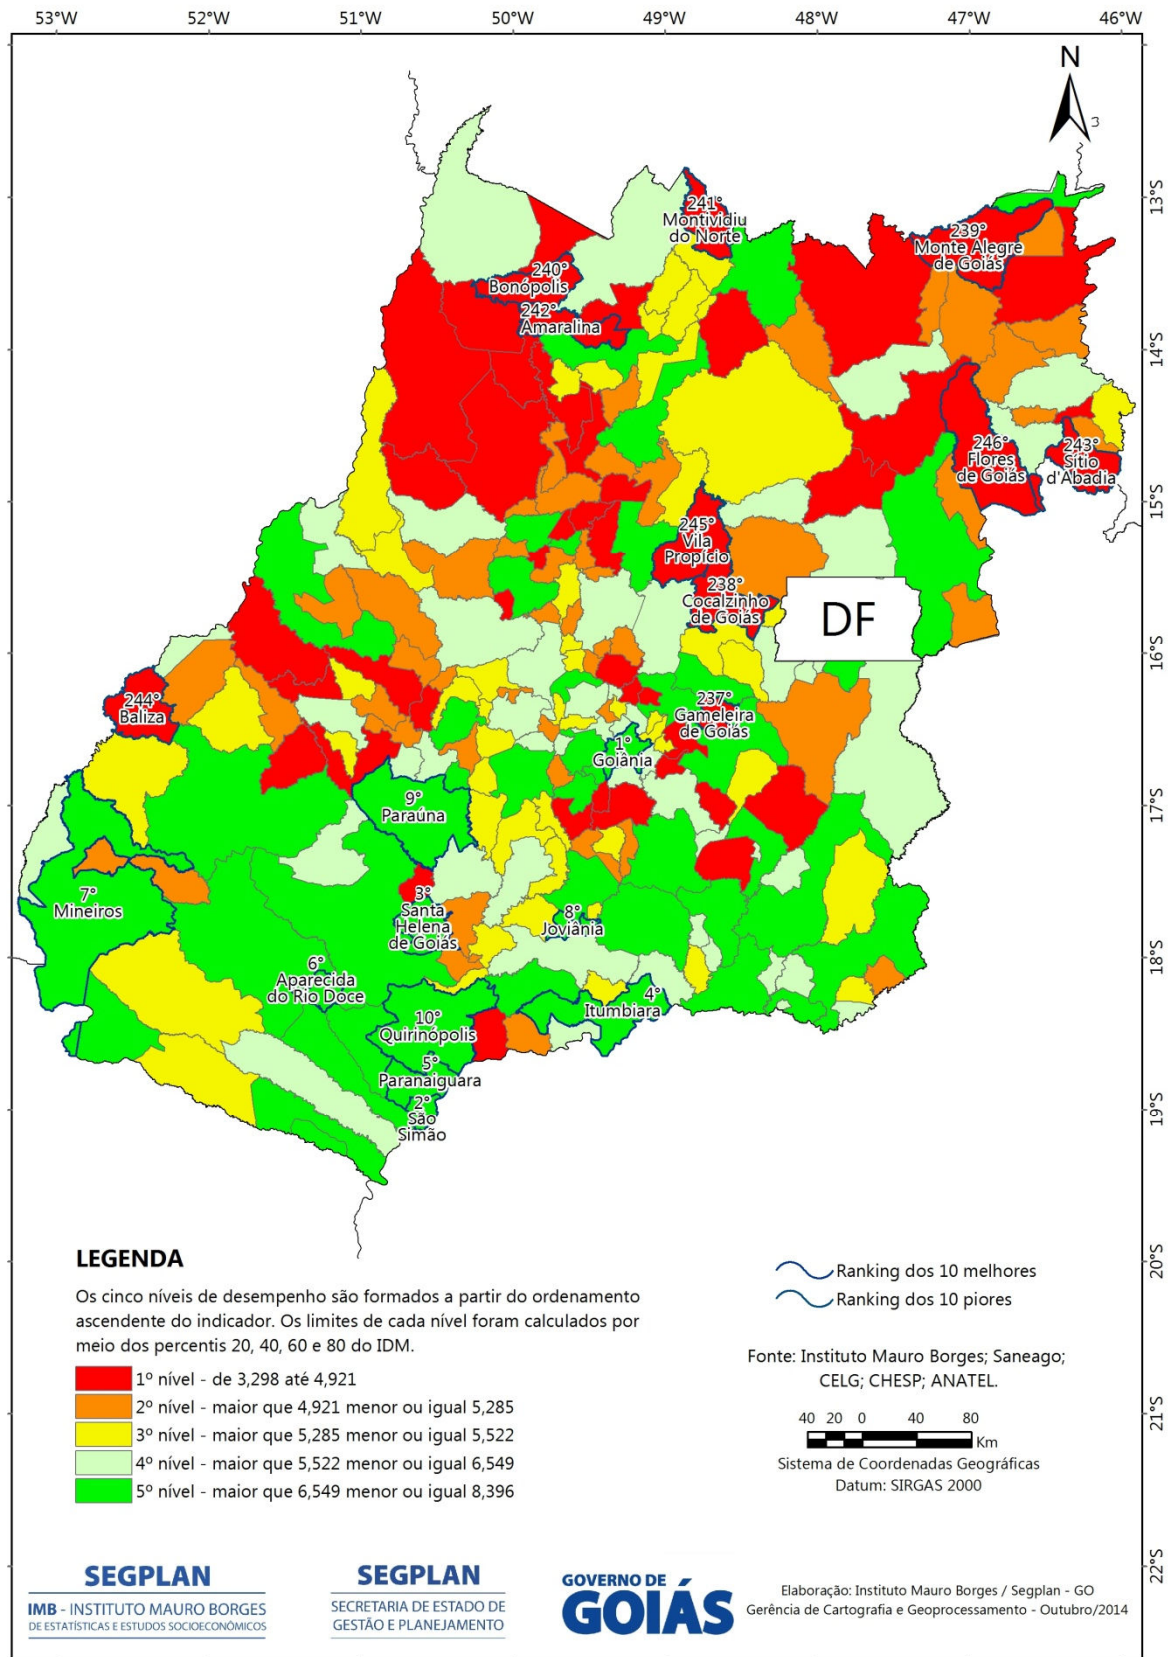 53°W
52°W
51°W
50°W
49°W
48°W
47°W
46°W
N
3
13°S
14°S
15°S
16°S
17°S
18°S
19°S
20°S
21°S
22°S
241°
Montividiu
do Norte
239°
Monte Alegre
de Goiás
240°
Bonópolis
242°
Amaralina
246°
Flores
de Goiás
243°
Sítio
d'Abadia
245°
Vila
Propício
238°
Cocalzinho
de Goiás
DF
244°
Baliza
237°
Gameleira
de Goiás
1°
Goiânia
9°
Paraúna
7°
Mineiros
3°
Santa
Helena
de Goiás
8°
Joviânia
6°
Aparecida
do Rio Doce
4°
Itumbiara
10°
Quirinópolis
5°
Paranaiguara
2°
São
Simão
LEGENDA
Os cinco níveis de desempenho são formados a partir do ordenamento
ascendente do indicador. Os limites de cada nível foram calculados por
meio dos percentis 20, 40, 60 e 80 do IDM.
1º nível - de 3,298 até 4,921
2º nível - maior que 4,921 menor ou igual 5,285
3º nível - maior que 5,285 menor ou igual 5,522
4º nível - maior que 5,522 menor ou igual 6,549
5º nível - maior que 6,549 menor ou igual 8,396
Ranking dos 10 melhores
Ranking dos 10 piores
Fonte: Instituto Mauro Borges; Saneago;
CELG; CHESP; ANATEL.
40 20 0 40 80
Km
Sistema de Coordenadas Geográficas
Datum: SIRGAS 2000
SEGPLAN
IMB - INSTITUTO MAURO BORGES
DE ESTATÍSTICAS E ESTUDOS SOCIOECONÔMICOS
SEGPLAN
SECRETARIA DE ESTADO DE
GESTÃO E PLANEJAMENTO
GOVERNO DE
GOIÁS
Elaboração: Instituto Mauro Borges / Segplan - GO
Gerência de Cartografia e Geoprocessamento - Outubro/2014